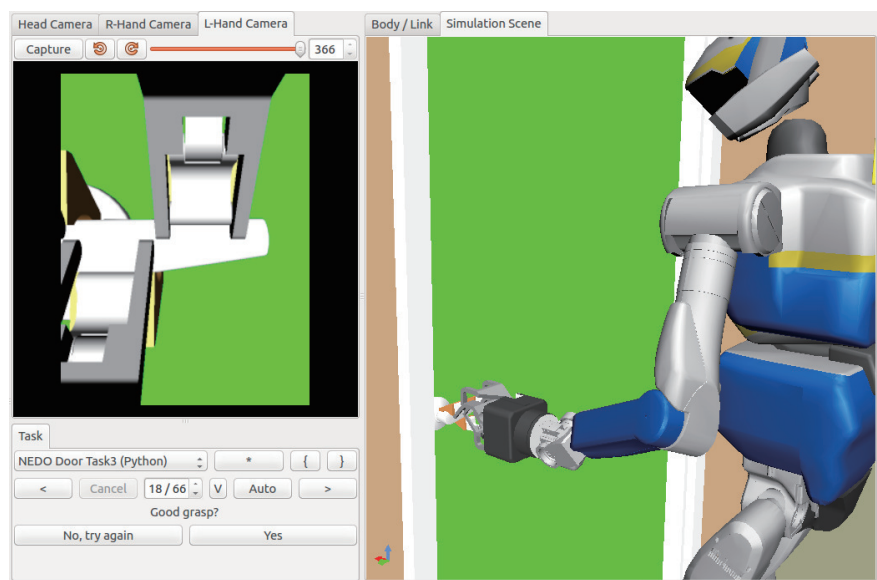 Head Camera R-Hand Camera L-Hand Camera
Body / Link Simulation Scene
Capture 366
Task
NEDO Door Task3 (Python) * { }
< Cancel 18 / 66 V Auto >
Good grasp?
No, try again Yes